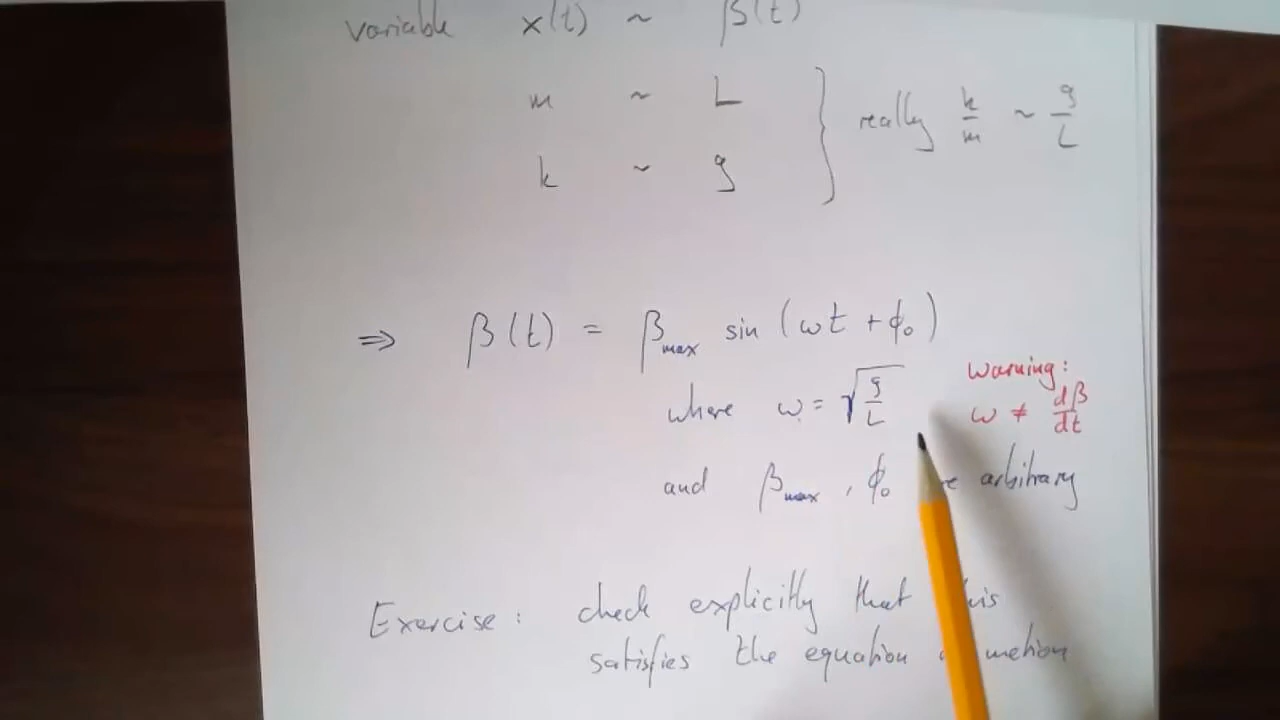 variable x(t) ~ β(t)
m ~ L } really k/m ~ g/L
k ~ g
⇒ β(t) = βmax sin (ωt + ϕ₀)
where ω = √(g/L)
Warning:
ω ≠ dβ/dt
and βmax, ϕ₀ arbitrary
Exercise: check explicitly that
satisfies the equation motion